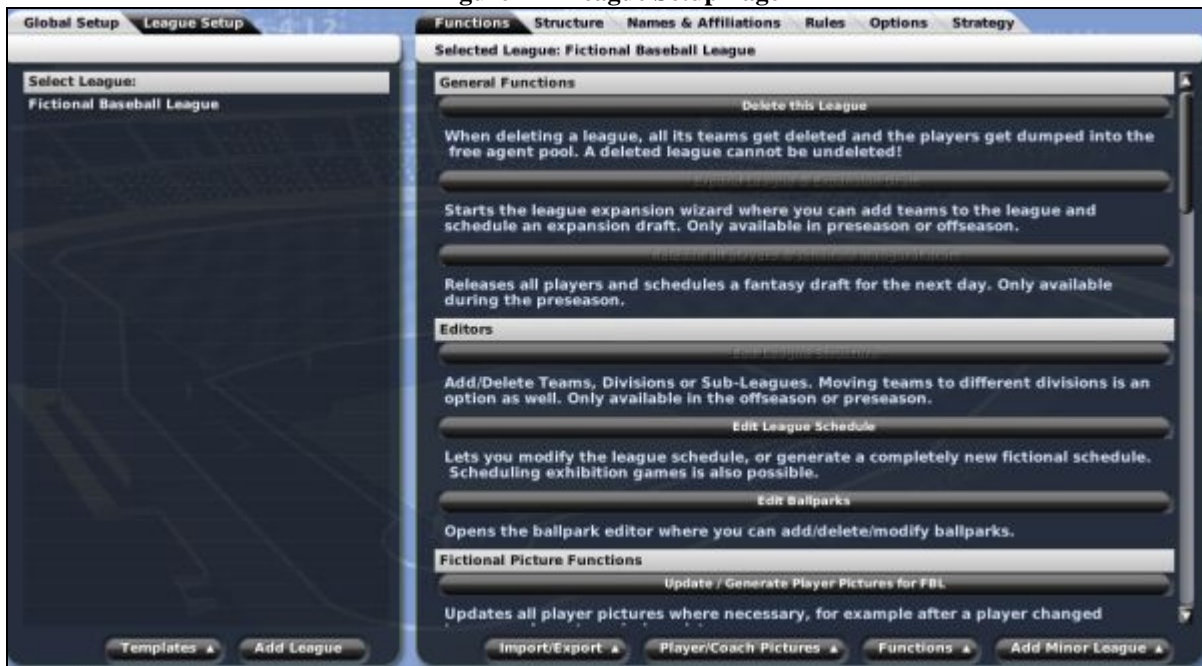 Global Setup League Setup
Functions Structure Names & Affiliations Rules Options Strategy
Selected League: Fictional Baseball League
Select League:
Fictional Baseball League
General Functions
Delete this League
When deleting a league, all its teams get deleted and the players get dumped into the
free agent pool. A deleted league cannot be undeleted!
Starts the league expansion wizard where you can add teams to the league and
schedule an expansion draft. Only available in preseason or offseason.
Releases all players and schedules a fantasy draft for the next day. Only available
during the preseason.
Editors
Add/Delete Teams, Divisions or Sub-Leagues. Moving teams to different divisions is an
option as well. Only available in the offseason or preseason.
Edit League Schedule
Lets you modify the league schedule, or generate a completely new fictional schedule.
Scheduling exhibition games is also possible.
Edit Ballparks
Opens the ballpark editor where you can add/delete/modify ballparks.
Fictional Picture Functions
Update / Generate Player Pictures for FBL
Updates all player pictures where necessary, for example after a player changed
Templates Add League
Import/Export Player/Coach Pictures Functions Add Minor League